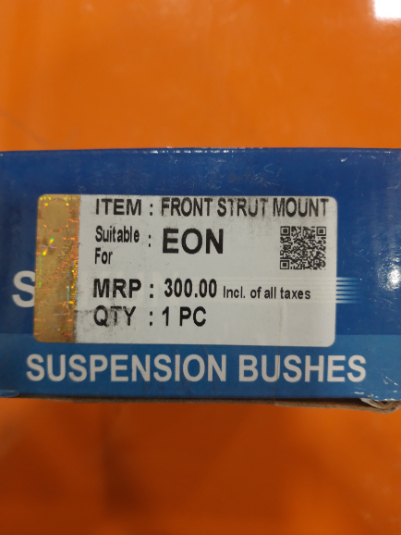 ITEM : FRONT STRUT MOUNT
Suitable For : EON
MRP : 300.00 Incl. of all taxes
QTY : 1 PC
S
SUSPENSION BUSHES